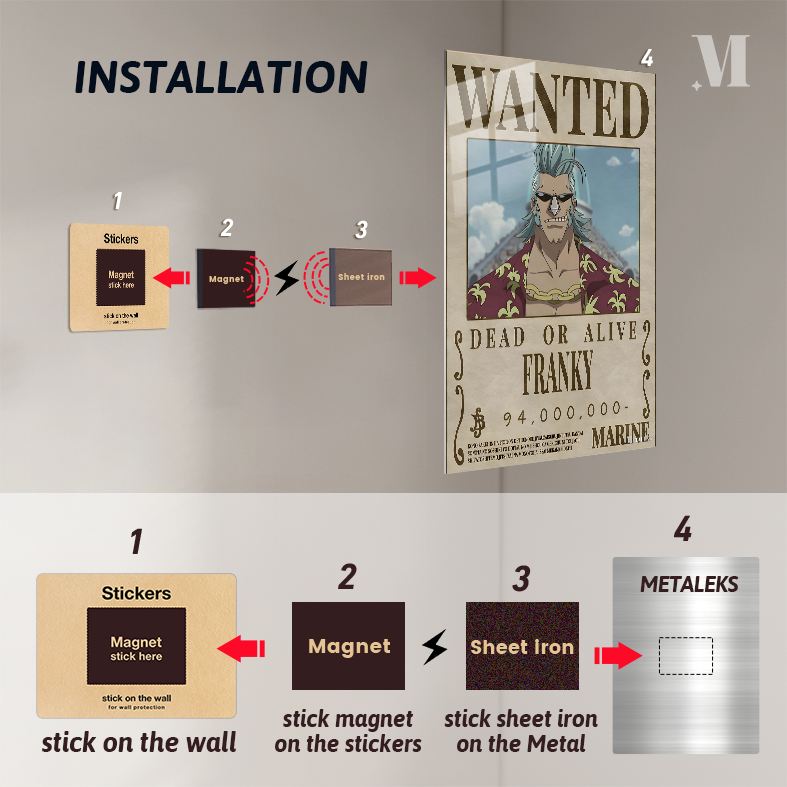 INSTALLATION
M
4
WANTED
1
2
3
Stickers
Magnet
stick here
stick on the wall
for wall protection
Magnet
Sheet iron
DEAD OR ALIVE
FRANKY
94,000,000-
MARINE
1
2
3
4
Stickers
Magnet
stick here
stick on the wall
for wall protection
Magnet
Sheet iron
METALEKS
stick on the wall
stick magnet
on the stickers
stick sheet iron
on the Metal